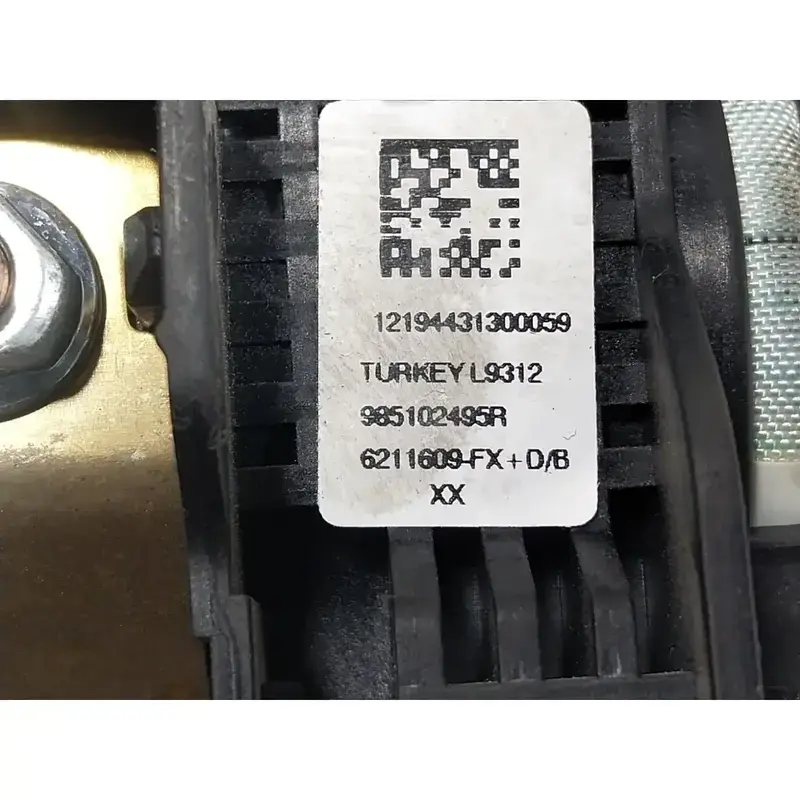 12194431300059
TURKEY L9312
985102495R
6211609-FX+D/B
XX